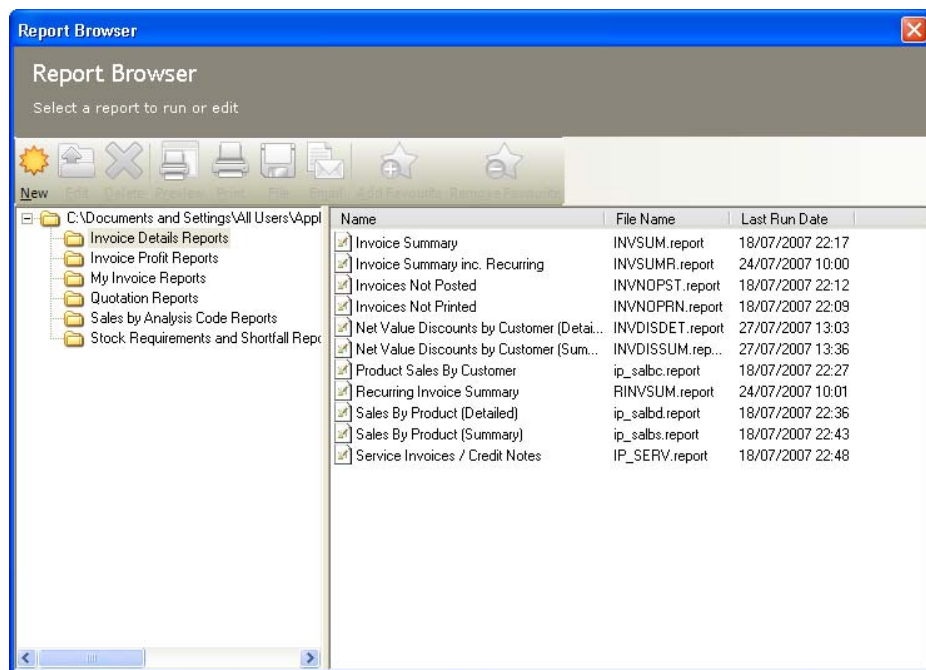 Report Browser
Report Browser
Select a report to run or edit
New Edit Delete Preview Print File Email Add Favourite Remove Favourite
C:\Documents and Settings\All Users\Appl
Invoice Details Reports
Invoice Profit Reports
My Invoice Reports
Quotation Reports
Sales by Analysis Code Reports
Stock Requirements and Shortfall Repo
Name File Name Last Run Date
Invoice Summary INVSUM.report 18/07/2007 22:17
Invoice Summary inc. Recurring INVSUMR.report 24/07/2007 10:00
Invoices Not Posted INVNOPST.report 18/07/2007 22:12
Invoices Not Printed INVNOPRN.report 18/07/2007 22:09
Net Value Discounts by Customer (Detai... INVDISDET.report 27/07/2007 13:03
Net Value Discounts by Customer (Sum... INVDISSUM.rep... 27/07/2007 13:36
Product Sales By Customer ip_salbc.report 18/07/2007 22:27
Recurring Invoice Summary RINVSUM.report 24/07/2007 10:01
Sales By Product (Detailed) ip_salbd.report 18/07/2007 22:36
Sales By Product (Summary) ip_salbs.report 18/07/2007 22:43
Service Invoices / Credit Notes IP_SERV.report 18/07/2007 22:48